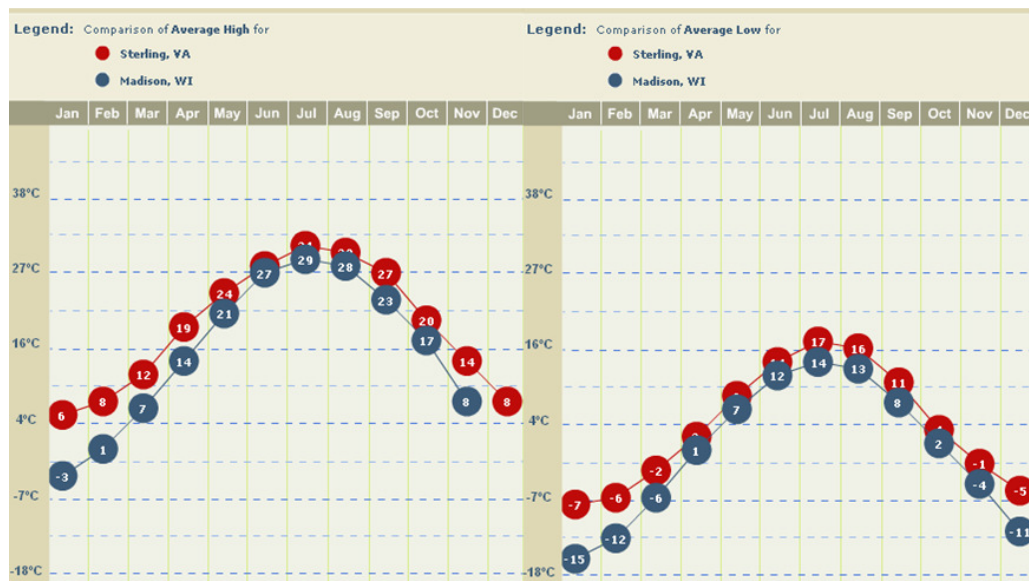 Legend: Comparison of Average High for
Sterling, VA
Madison, WI
Jan Feb Mar Apr May Jun Jul Aug Sep Oct Nov Dec
38°C
27°C
16°C
4°C
-7°C
-18°C
6 8 12 19 24 27 20 14 8
-3 1 7 14 21 27 29 28 23 17 8
Legend: Comparison of Average Low for
Sterling, VA
Madison, WI
Jan Feb Mar Apr May Jun Jul Aug Sep Oct Nov Dec
38°C
27°C
16°C
4°C
-7°C
-18°C
-7 -6 -2 17 16 11 -1 -5
-15 -12 -6 1 7 12 14 13 8 2 -4 -11